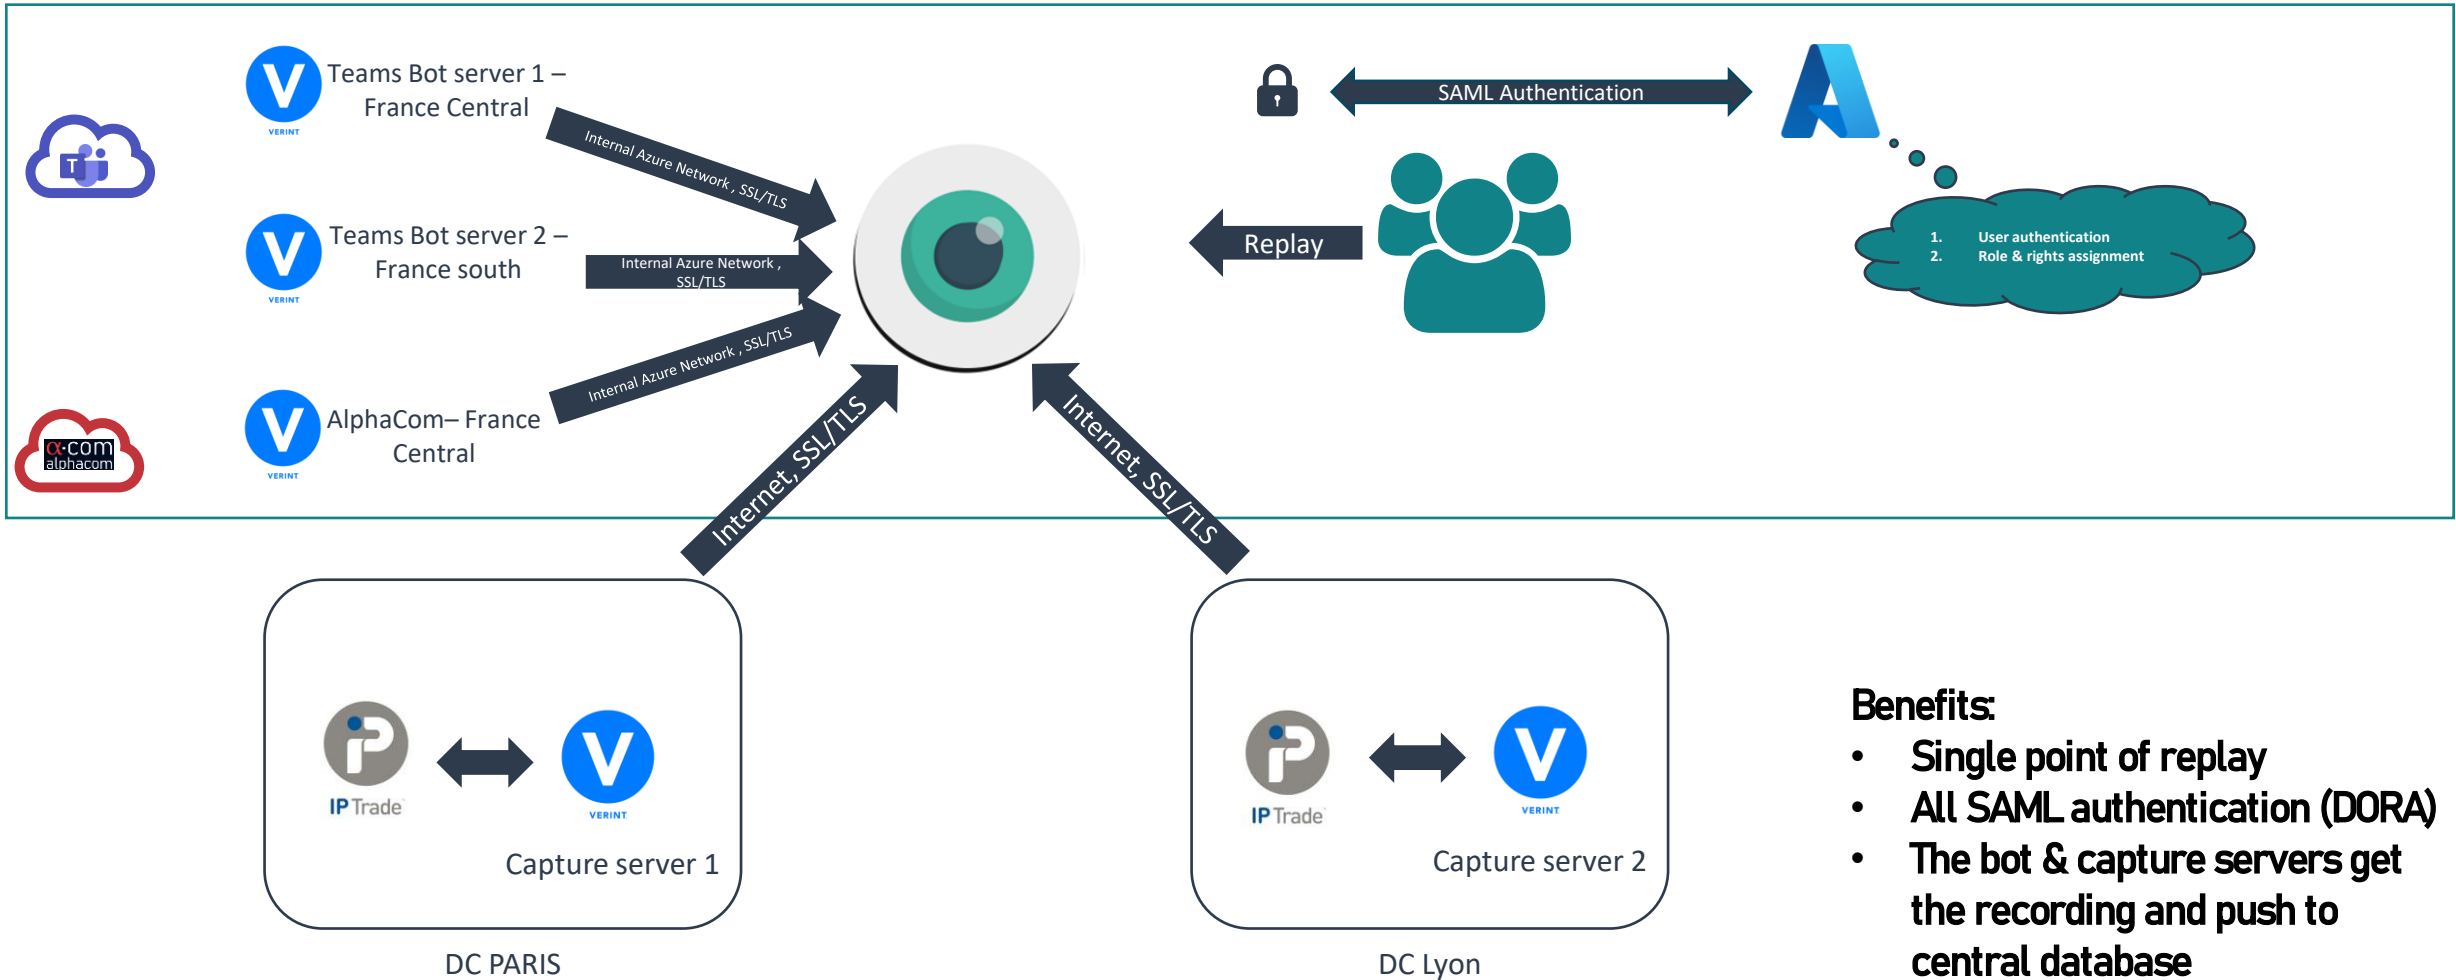 Teams Bot server 1 –
France Central
VERINT
Internal Azure Network , SSL/TLS
T
Teams Bot server 2 –
France south
VERINT
Internal Azure Network ,
SSL/TLS
AlphaCom– France
Central
VERINT
Internal Azure Network , SSL/TLS
α·com
alphacom
SAML Authentication
Replay
1. User authentication
2. Role & rights assignment
Internet, SSL/TLS
Internet, SSL/TLS
IP Trade
VERINT
Capture server 1
DC PARIS
IP Trade
VERINT
Capture server 2
DC Lyon
Benefits:
• Single point of replay
• All SAML authentication (DORA)
• The bot & capture servers get
the recording and push to
central database